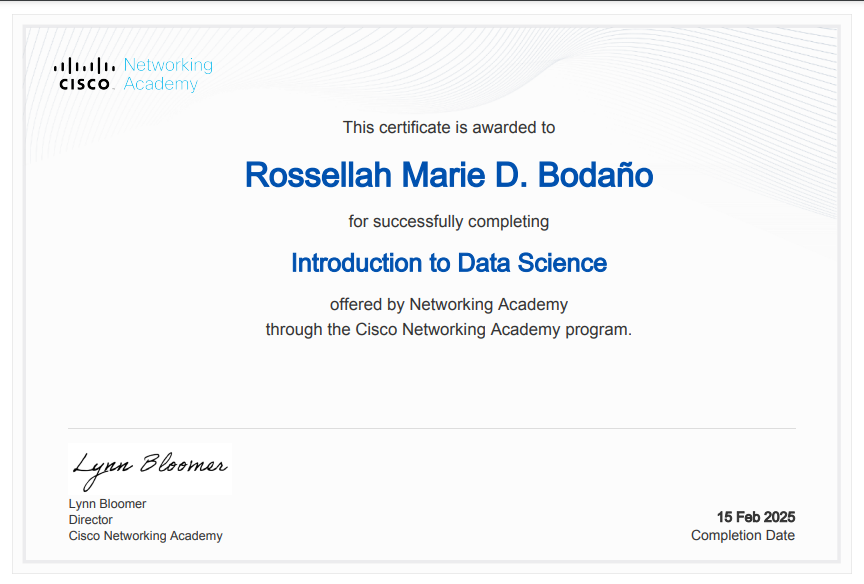 CISCO
Networking
Academy
This certificate is awarded to
Rossellah Marie D. Bodaño
for successfully completing
Introduction to Data Science
offered by Networking Academy
through the Cisco Networking Academy program.
Lynn Bloomer
Lynn Bloomer
Director
Cisco Networking Academy
15 Feb 2025
Completion Date